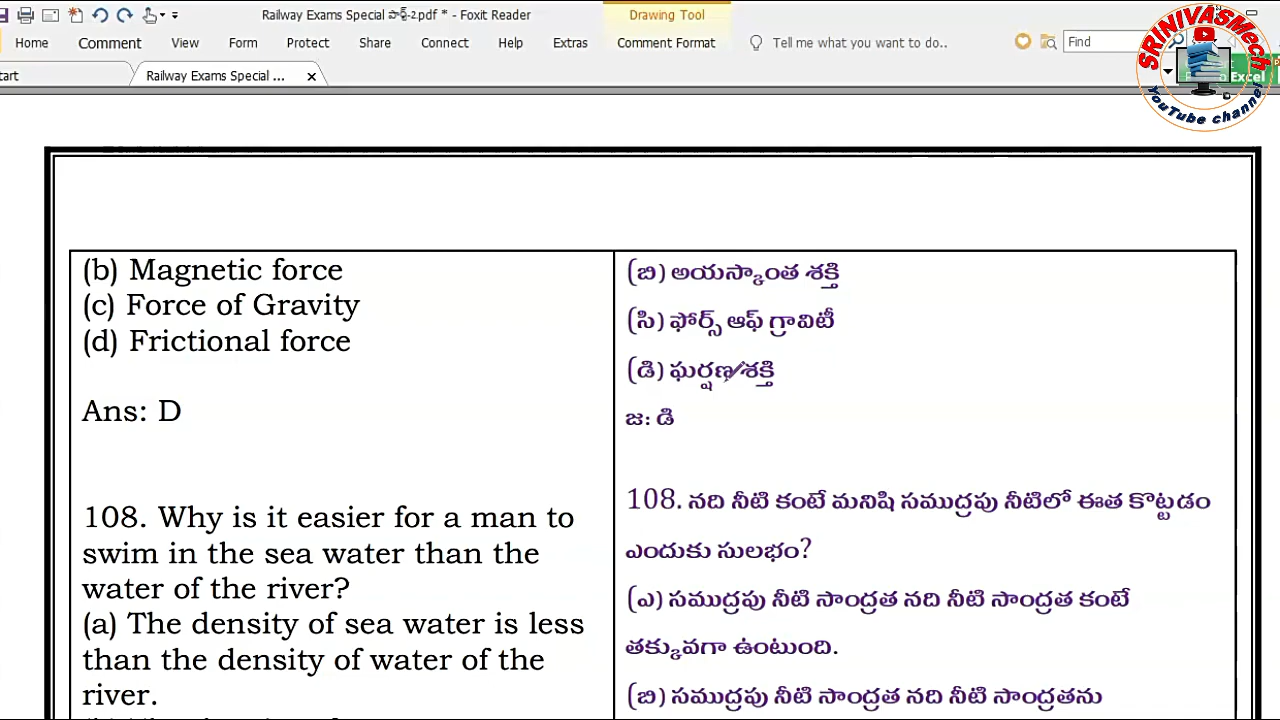 Railway Exams Special పార్ట్-2.pdf * - Foxit Reader
Drawing Tool
Home Comment View Form Protect Share Connect Help Extras Comment Format Tell me what you want to do.. Find
tart
Railway Exams Special ...
Excel
SRINIVASMech
YouTube channel
(b) Magnetic force
(c) Force of Gravity
(d) Frictional force
Ans: D
108. Why is it easier for a man to
swim in the sea water than the
water of the river?
(a) The density of sea water is less
than the density of water of the
river.
(బి) అయస్కాంత శక్తి
(సి) ఫోర్స్ ఆఫ్ గ్రావిటీ
(డి) ఘర్షణ శక్తి
జ: డి
108. నది నీటి కంటే మనిషి సముద్రపు నీటిలో ఈత కొట్టడం
ఎందుకు సులభం?
(ఎ) సముద్రపు నీటి సాంద్రత నది నీటి సాంద్రత కంటే
తక్కువగా ఉంటుంది.
(బి) సముద్రపు నీటి సాంద్రత నది నీటి సాంద్రతను